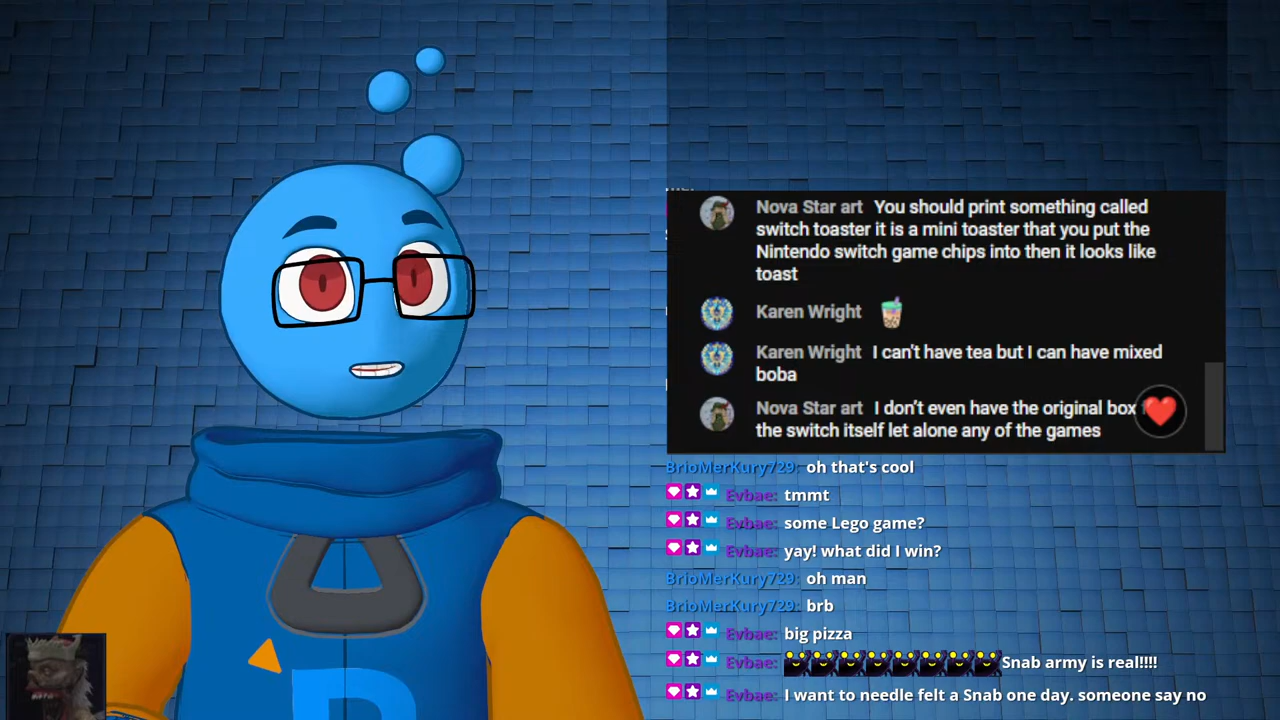 Nova Star art You should print something called
switch toaster it is a mini toaster that you put the
Nintendo switch game chips into then it looks like
toast
Karen Wright
Karen Wright I can't have tea but I can have mixed
boba
Nova Star art I don't even have the original box
the switch itself let alone any of the games
BrioMerKury729: oh that's cool
Evbae: tmmt
Evbae: some Lego game?
Evbae: yay! what did I win?
BrioMerKury729: oh man
BrioMerKury729: brb
Evbae: big pizza
Evbae: Snab army is real!!!!
Evbae: I want to needle felt a Snab one day. someone say no